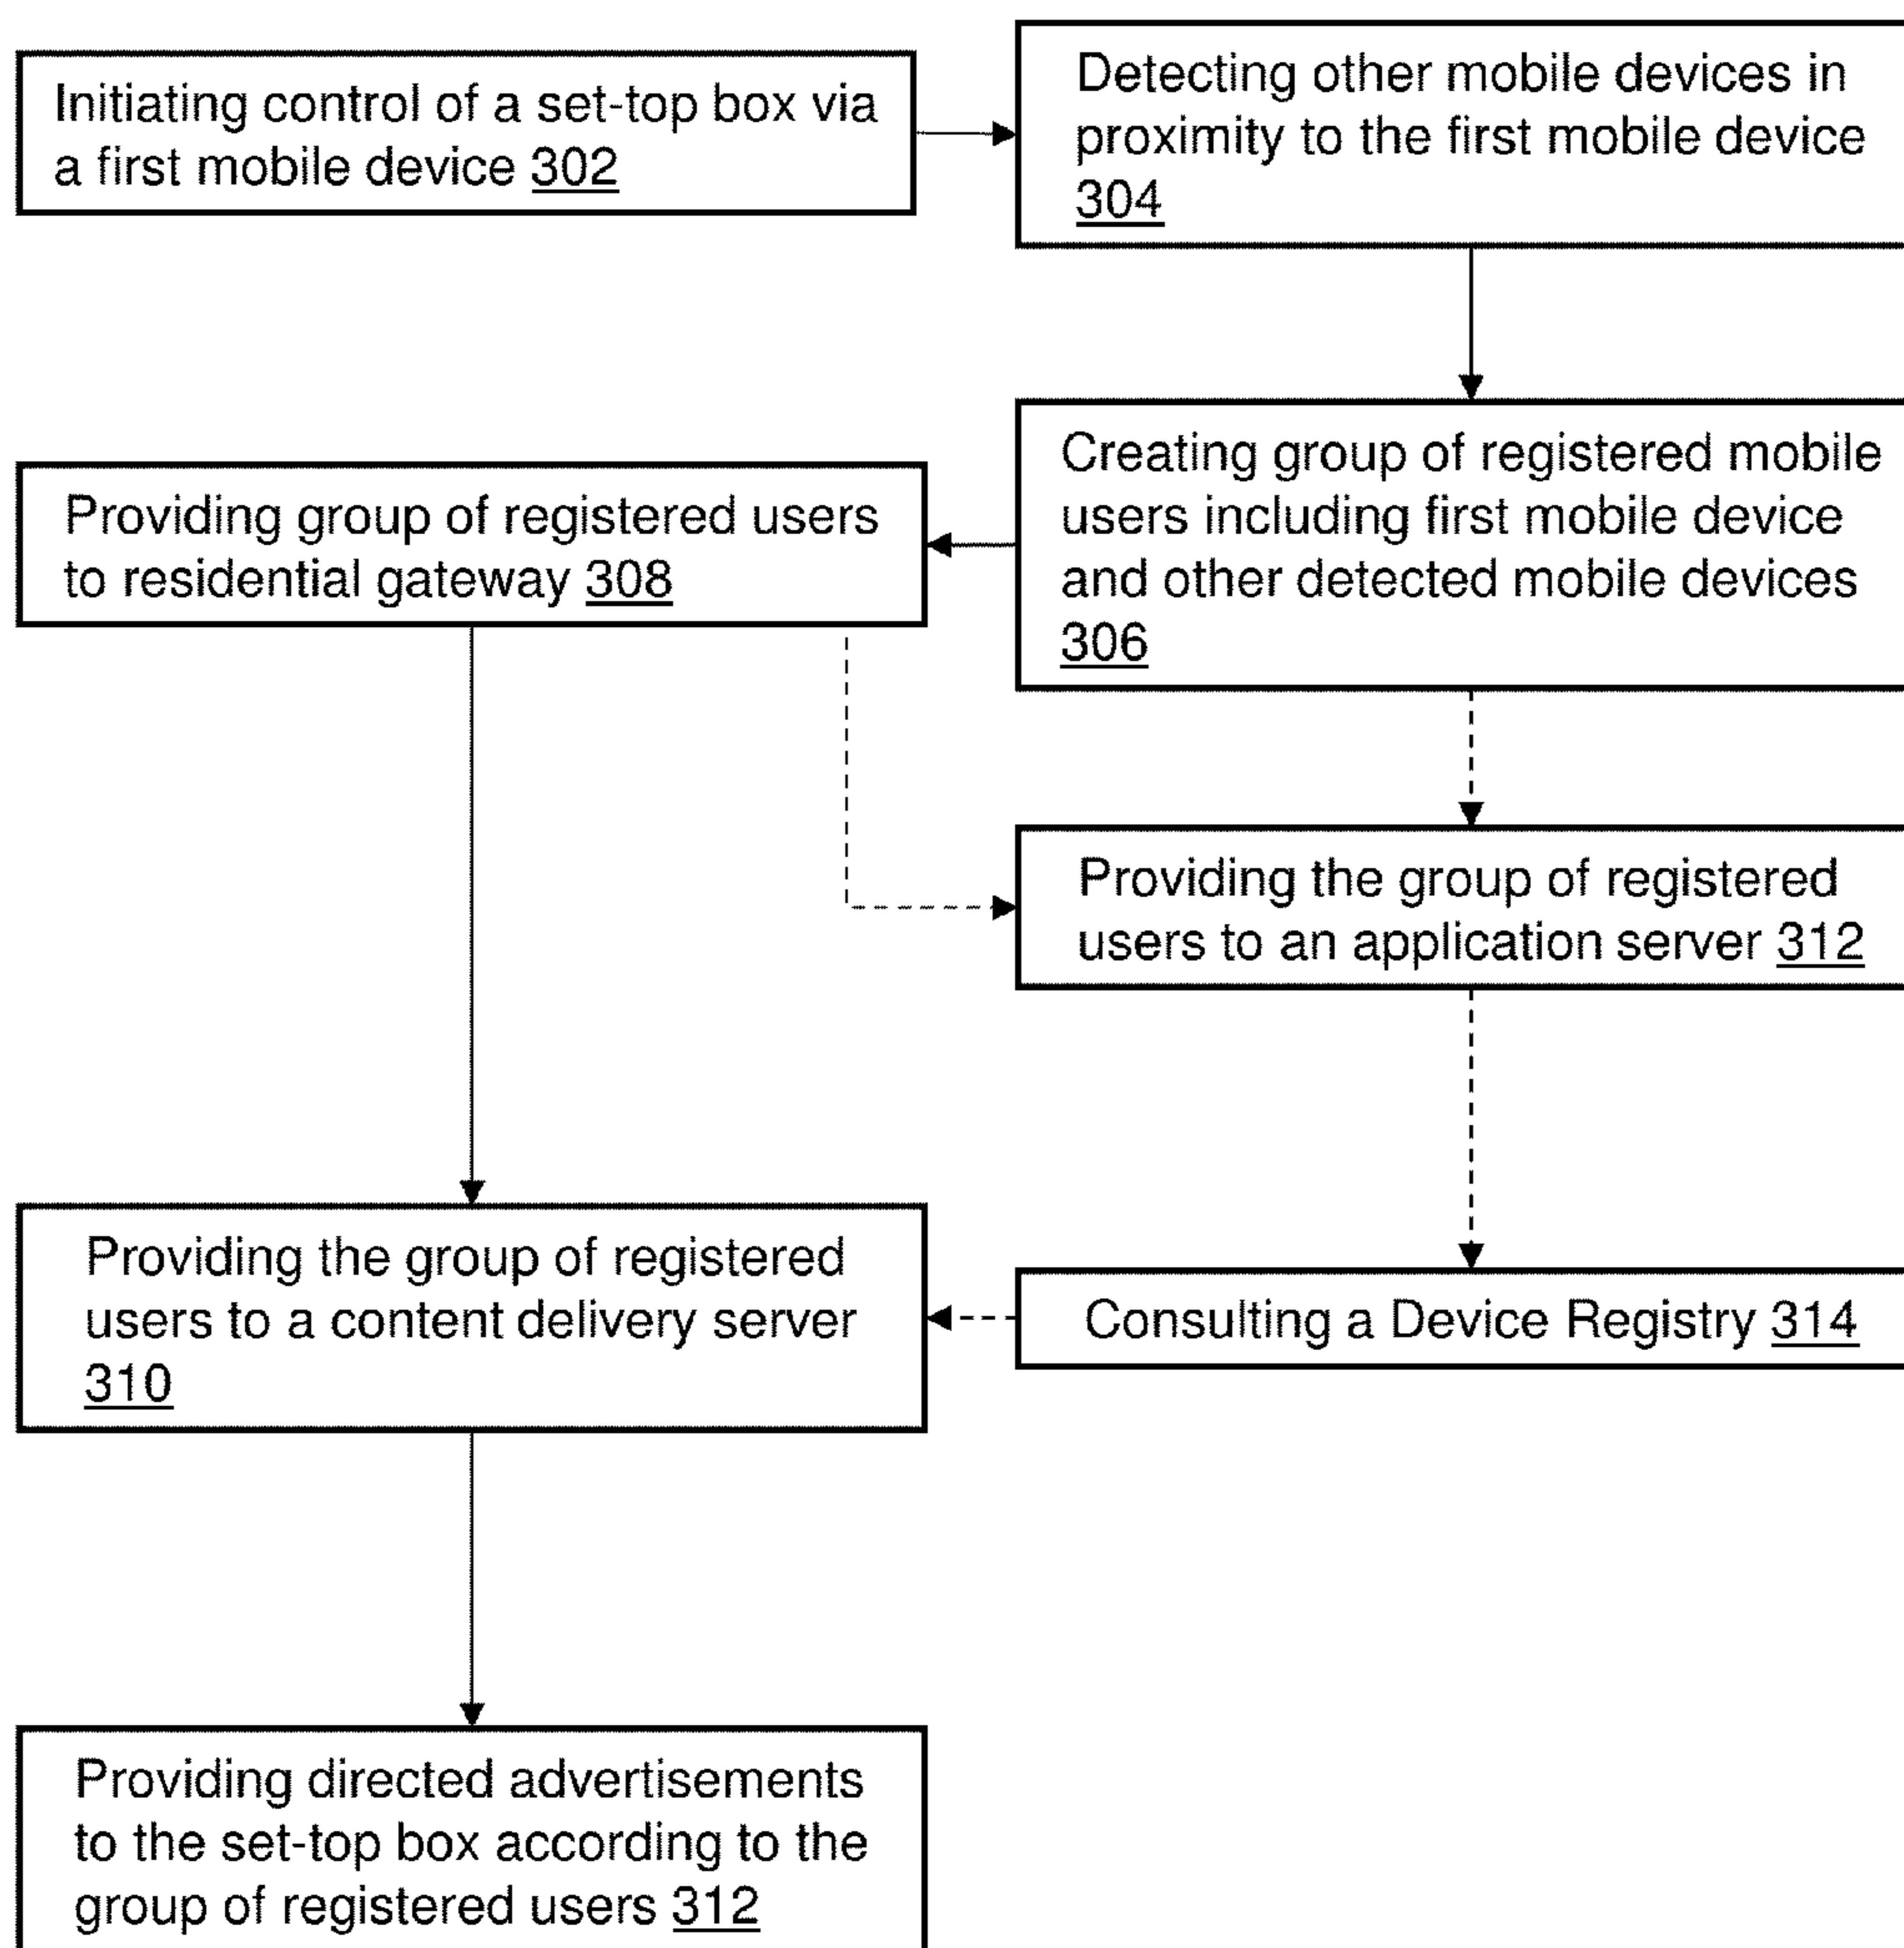 Initiating control of a set-top box via
a first mobile device 302
Detecting other mobile devices in
proximity to the first mobile device
304
Creating group of registered mobile
users including first mobile device
and other detected mobile devices
306
Providing group of registered users
to residential gateway 308
Providing the group of registered
users to an application server 312
Providing the group of registered
users to a content delivery server
310
Consulting a Device Registry 314
Providing directed advertisements
to the set-top box according to the
group of registered users 312